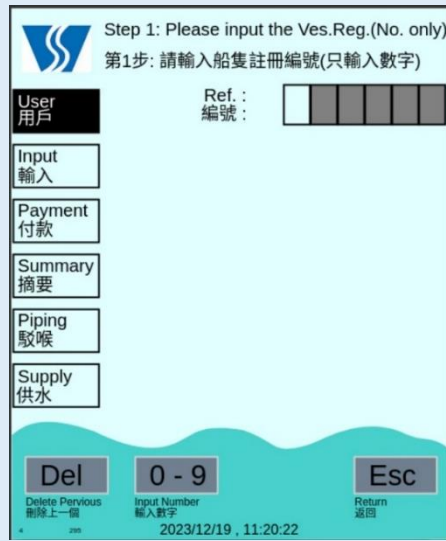 Step 1: Please input the Ves.Reg.(No. only)
第1步: 請輸入船隻註冊編號(只輸入數字)
User
用戶
Ref. :
編號 :
Input
輸入
Payment
付款
Summary
摘要
Piping
駁喉
Supply
供水
Del
0 - 9
Esc
Delete Pervious
刪除上一個
Input Number
輸入數字
Return
返回
4
295
2023/12/19 , 11:20:22